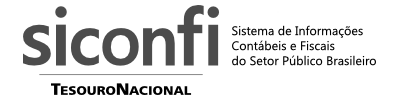 siconfi
TESOURONACIONAL
Sistema de Informações
Contábeis e Fiscais
do Setor Público Brasileiro